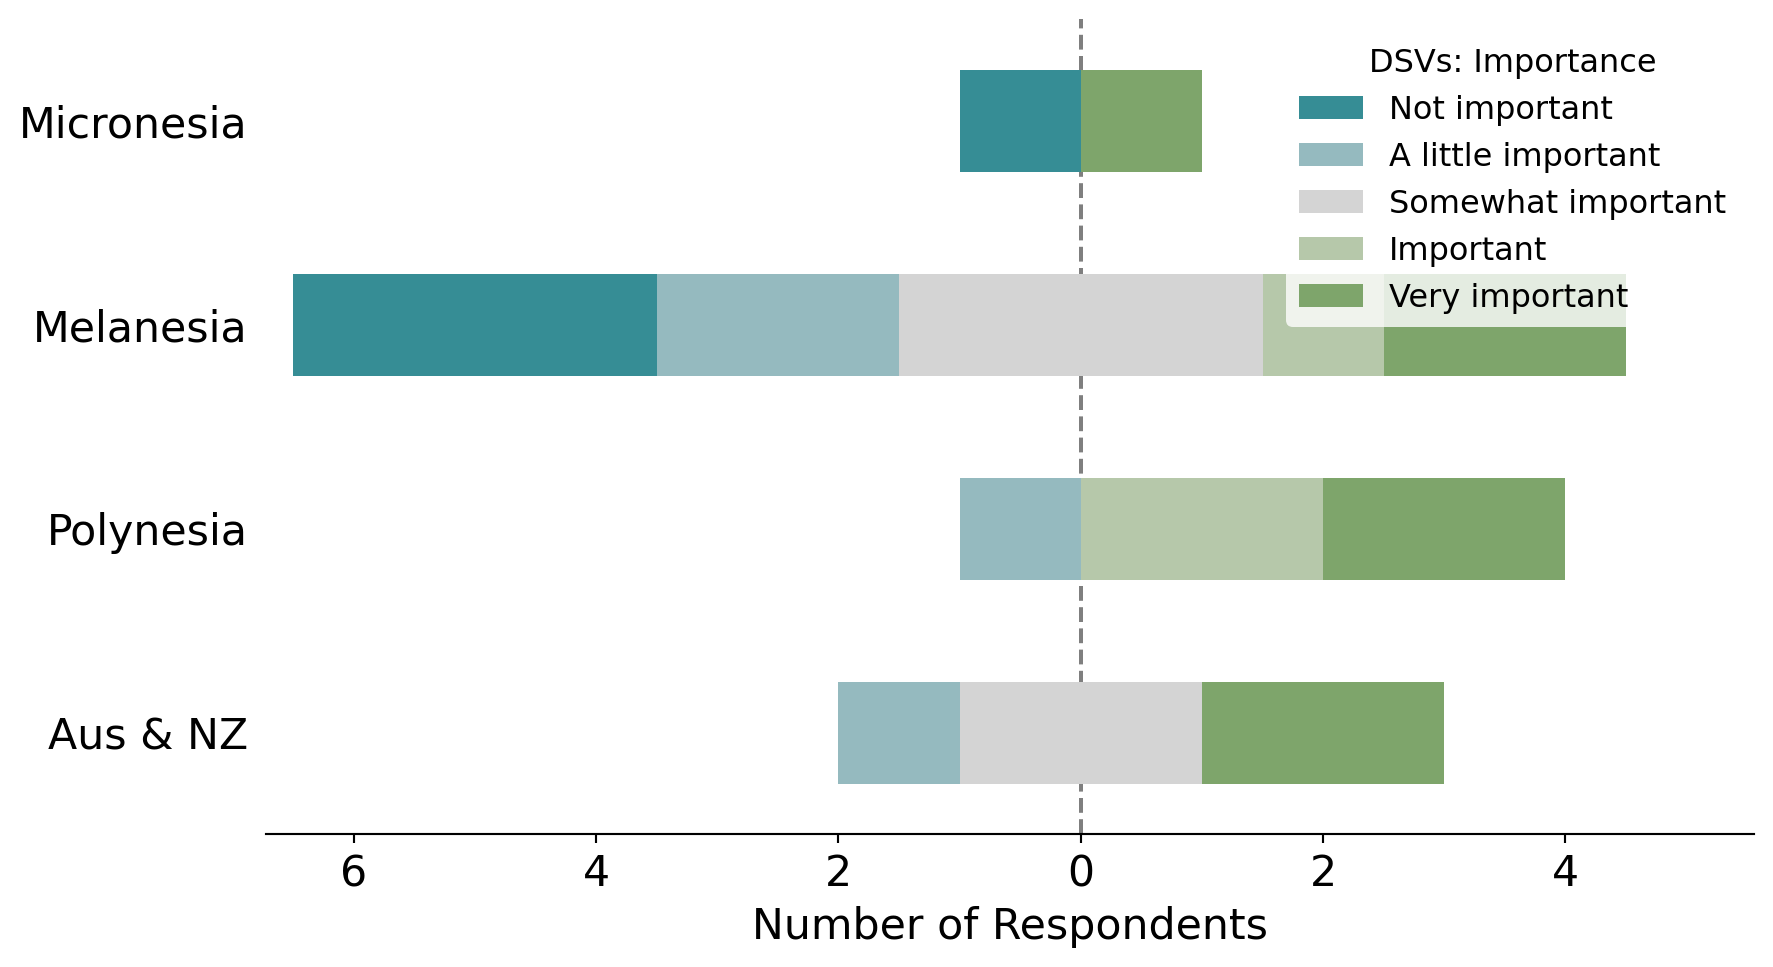 DSVs: Importance
Not important
A little important
Somewhat important
Important
Very important
Micronesia
Melanesia
Polynesia
Aus & NZ
6 4 2 0 2 4
Number of Respondents